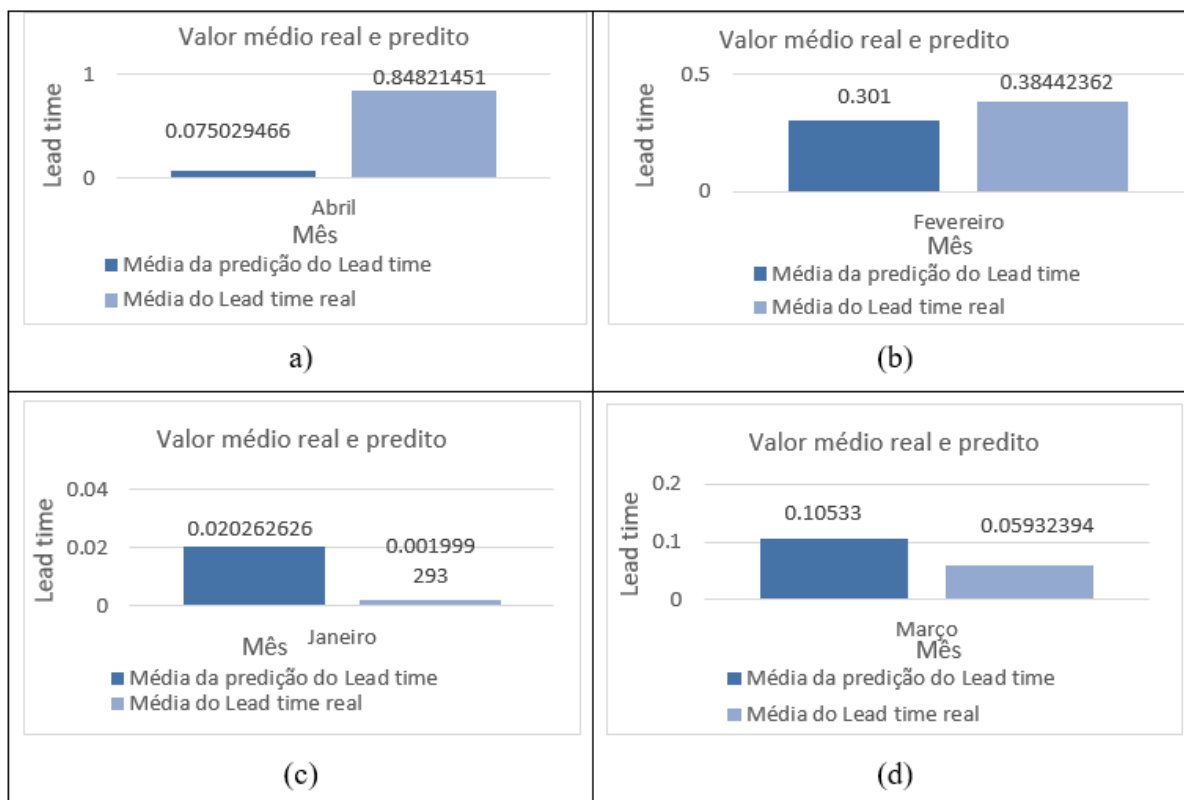 Valor médio real e predito
1
0.84821451
0.075029466
Lead time
0
Abril
Mês
Média da predição do Lead time
Média do Lead time real
a)
Valor médio real e predito
0.5
0.38442362
0.301
Lead time
0
Fevereiro
Mês
Média da predição do Lead time
Média do Lead time real
(b)
Valor médio real e predito
0.04
0.020262626
0.001999
293
0.02
Lead time
0
Janeiro
Mês
Média da predição do Lead time
Média do Lead time real
(c)
Valor médio real e predito
0.2
0.10533
0.05932394
0.1
Lead time
0
Março
Mês
Média da predição do Lead time
Média do Lead time real
(d)